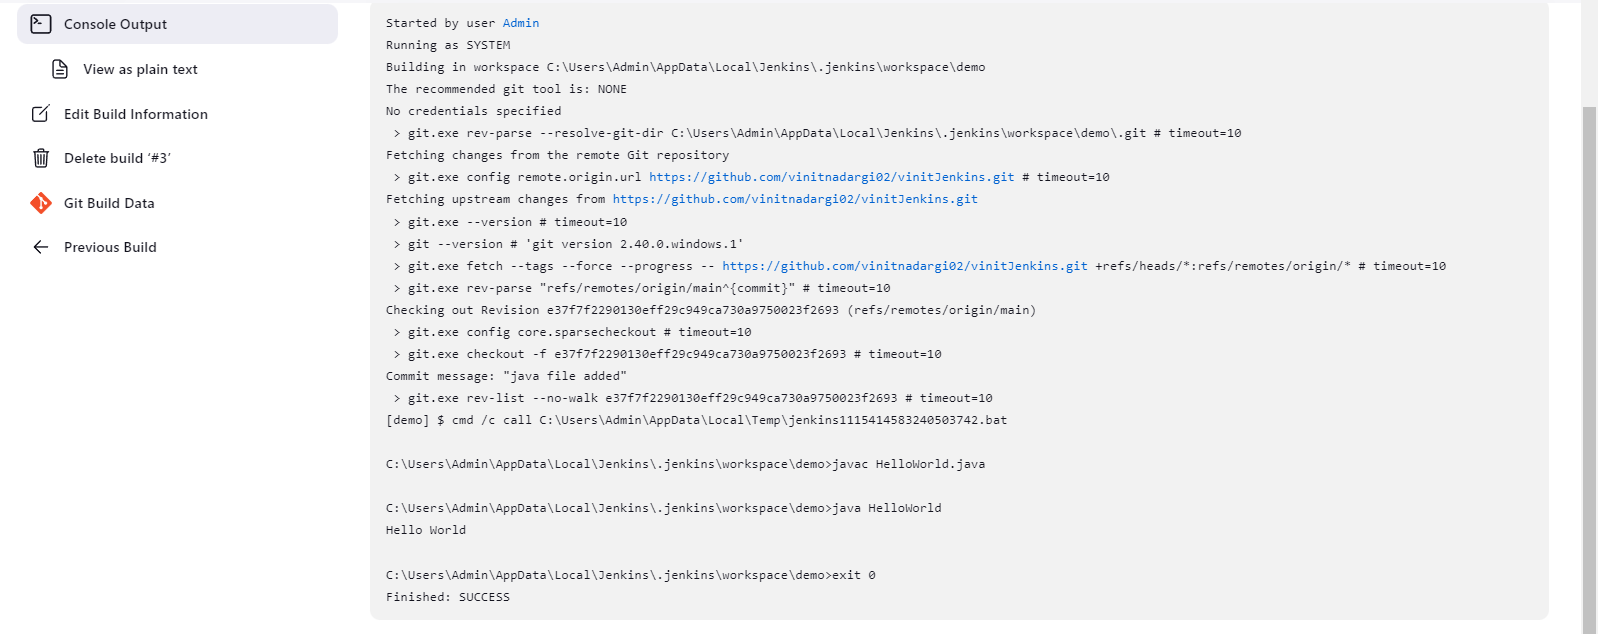 Console Output
View as plain text
Edit Build Information
Delete build ‘#3’
Git Build Data
Previous Build
Started by user Admin
Running as SYSTEM
Building in workspace C:\Users\Admin\AppData\Local\Jenkins\.jenkins\workspace\demo
The recommended git tool is: NONE
No credentials specified
> git.exe rev-parse --resolve-git-dir C:\Users\Admin\AppData\Local\Jenkins\.jenkins\workspace\demo\.git # timeout=10
Fetching changes from the remote Git repository
> git.exe config remote.origin.url https://github.com/vinitnadargi02/vinitJenkins.git # timeout=10
Fetching upstream changes from https://github.com/vinitnadargi02/vinitJenkins.git
> git.exe --version # timeout=10
> git --version # 'git version 2.40.0.windows.1'
> git.exe fetch --tags --force --progress -- https://github.com/vinitnadargi02/vinitJenkins.git +refs/heads/*:refs/remotes/origin/* # timeout=10
> git.exe rev-parse "refs/remotes/origin/main^{commit}" # timeout=10
Checking out Revision e37f7f2290130eff29c949ca730a9750023f2693 (refs/remotes/origin/main)
> git.exe config core.sparsecheckout # timeout=10
> git.exe checkout -f e37f7f2290130eff29c949ca730a9750023f2693 # timeout=10
Commit message: "java file added"
> git.exe rev-list --no-walk e37f7f2290130eff29c949ca730a9750023f2693 # timeout=10
[demo] $ cmd /c call C:\Users\Admin\AppData\Local\Temp\jenkins1115414583240503742.bat
C:\Users\Admin\AppData\Local\Jenkins\.jenkins\workspace\demo>javac HelloWorld.java
C:\Users\Admin\AppData\Local\Jenkins\.jenkins\workspace\demo>java HelloWorld
Hello World
C:\Users\Admin\AppData\Local\Jenkins\.jenkins\workspace\demo>exit 0
Finished: SUCCESS